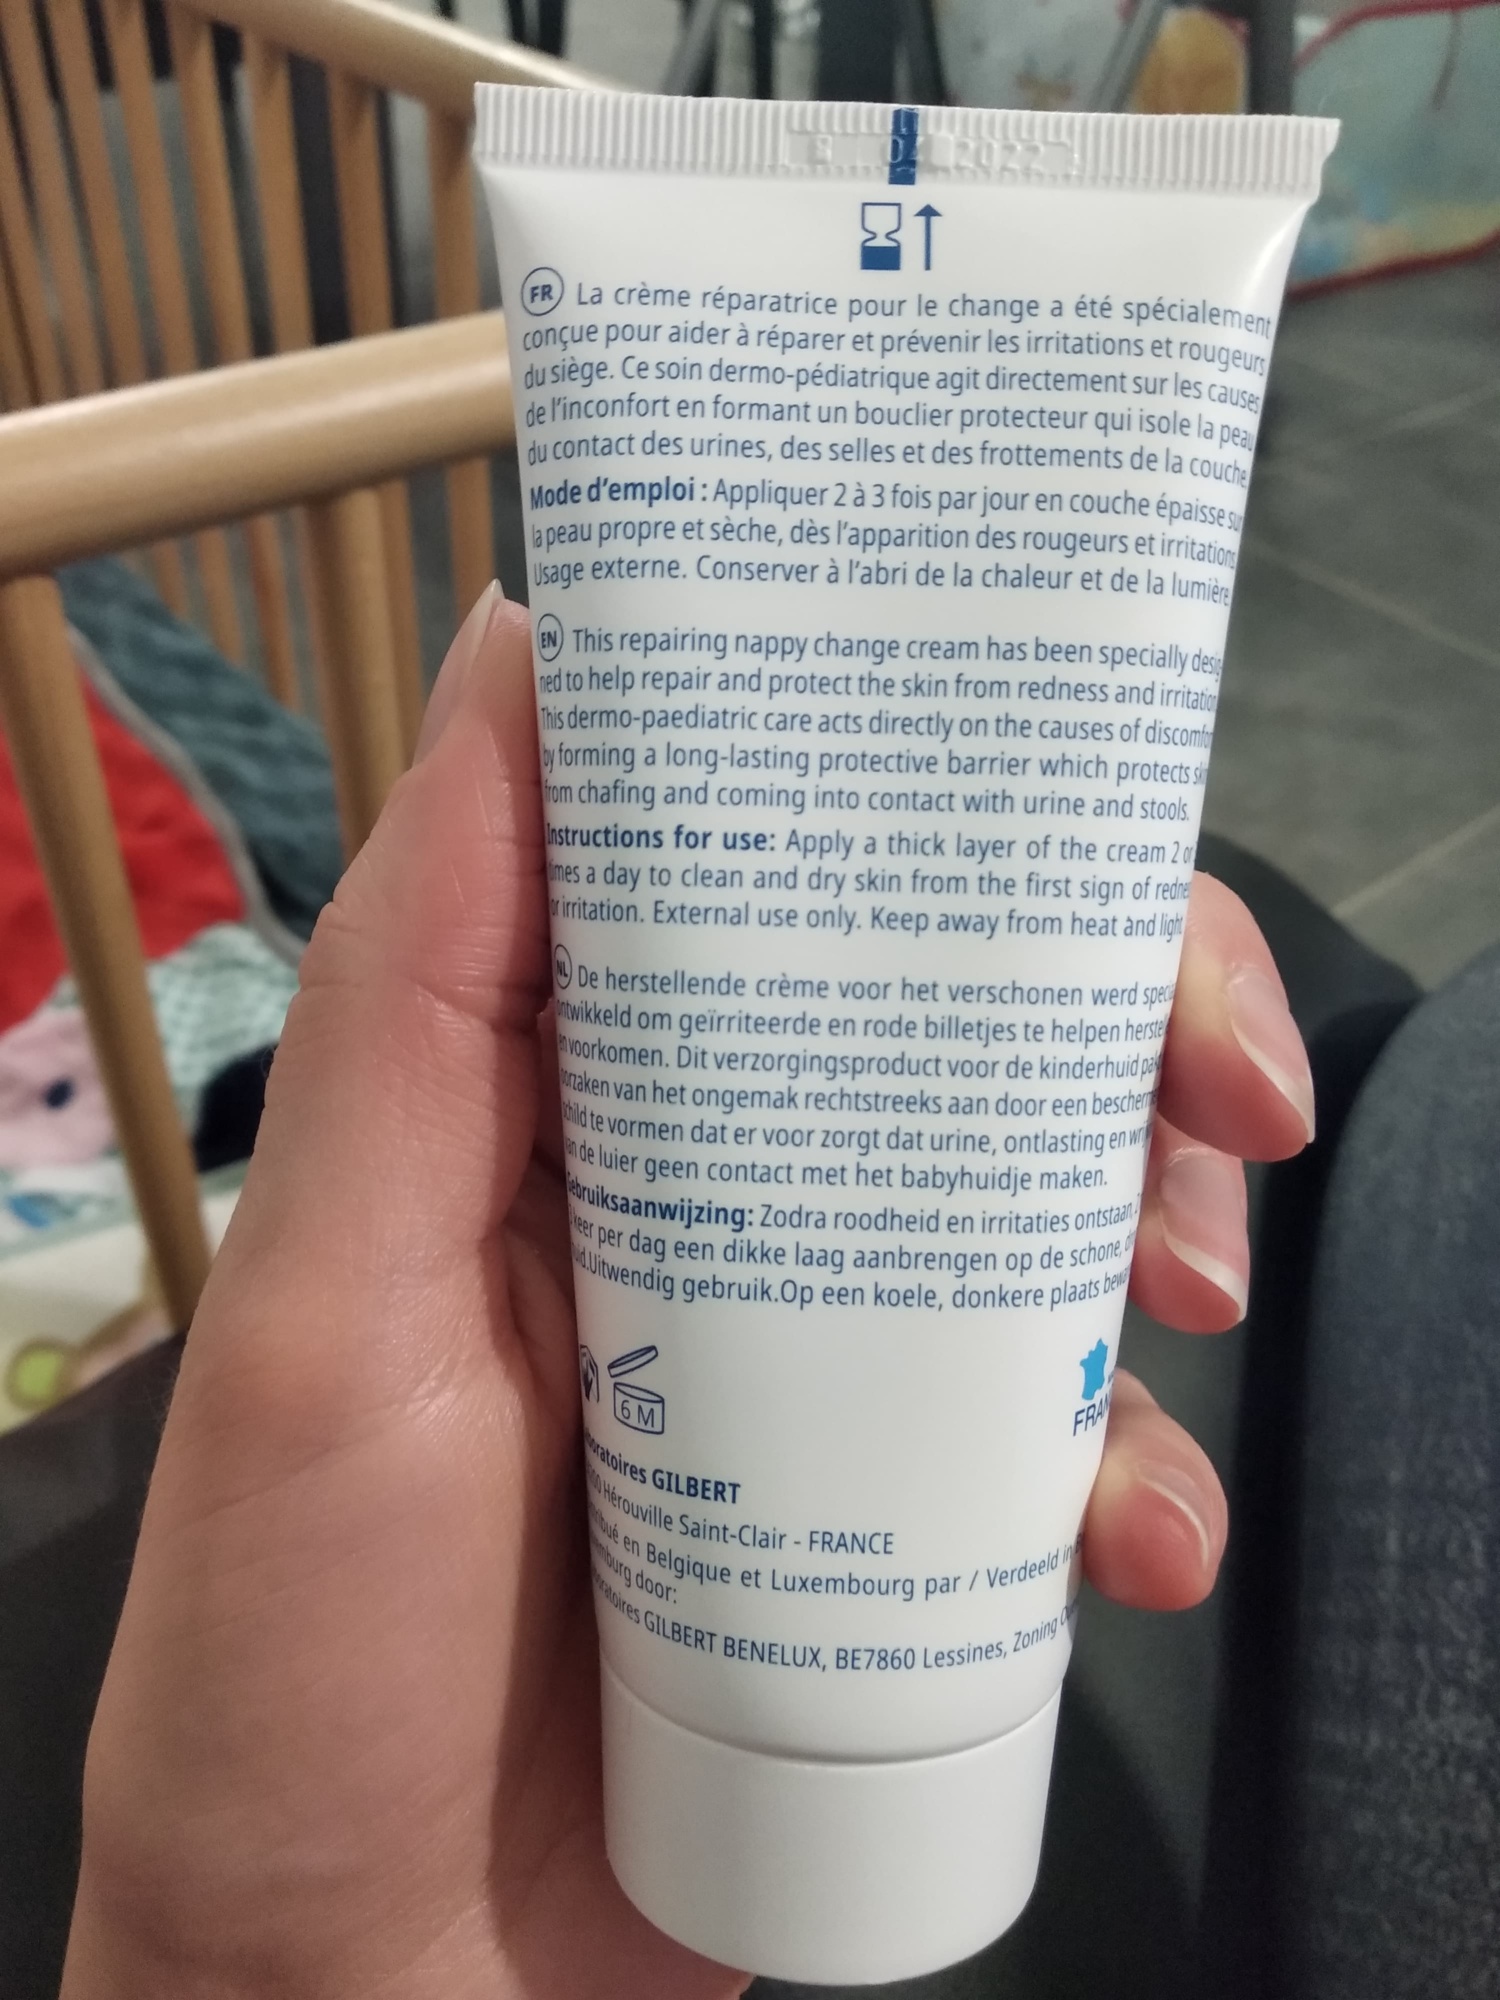 04 2022
FR La crème réparatrice pour le change a été spécialement
conçue pour aider à réparer et prévenir les irritations et rougeurs
du siège. Ce soin dermo-pédiatrique agit directement sur les causes
de l'inconfort en formant un bouclier protecteur qui isole la peau
du contact des urines, des selles et des frottements de la couche.
Mode d'emploi : Appliquer 2 à 3 fois par jour en couche épaisse sur
la peau propre et sèche, dès l'apparition des rougeurs et irritations.
Usage externe. Conserver à l'abri de la chaleur et de la lumière.
EN This repairing nappy change cream has been specially desig-
ned to help repair and protect the skin from redness and irritation.
This dermo-paediatric care acts directly on the causes of discomfort
by forming a long-lasting protective barrier which protects skin
from chafing and coming into contact with urine and stools.
Instructions for use: Apply a thick layer of the cream 2 or
times a day to clean and dry skin from the first sign of redness
or irritation. External use only. Keep away from heat and light.
NL De herstellende crème voor het verschonen werd
ontwikkeld om geïrriteerde en rode billetjes te helpen
en voorkomen. Dit verzorgingsproduct voor de kinderhuid
oorzaken van het ongemak rechtstreeks aan door een
schild te vormen dat er voor zorgt dat urine, ontlasting en
van de luier geen contact met het babyhuidje maken.
Gebruiksaanwijzing: Zodra roodheid en irritaties ontstaan, 2
keer per dag een dikke laag aanbrengen op de schone,
Uitwendig gebruik.Op een koele, donkere plaats
6 M
FRANCE
Laboratoires GILBERT
Hérouville Saint-Clair - FRANCE
Distribué en Belgique et Luxembourg par / Verdeeld in
door:
Laboratoires GILBERT BENELUX, BE7860 Lessines, Zoning